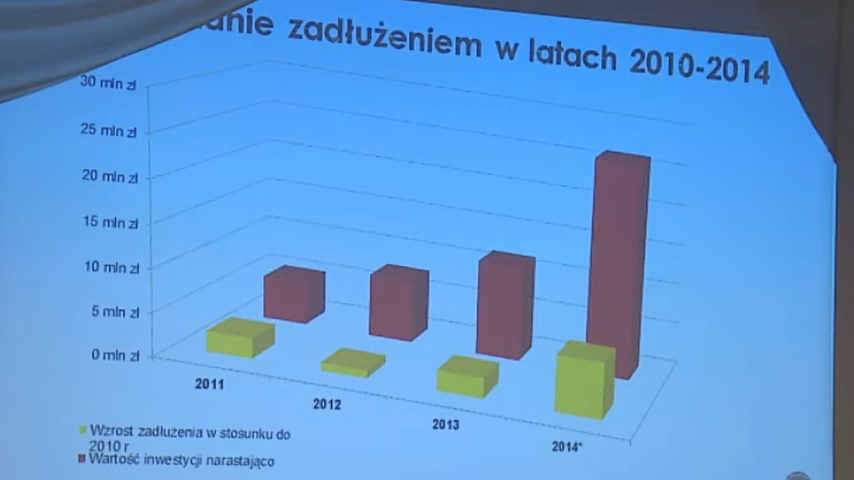 zadłużeniem w latach 2010-2014
30 mln zł
25 mln zł
20 mln zł
15 mln zł
10 mln zł
5 mln zł
0 mln zł
2011
2012
2013
2014*
Wzrost zadłużenia w stosunku do
2010 r
Wartość inwestycji narastająco